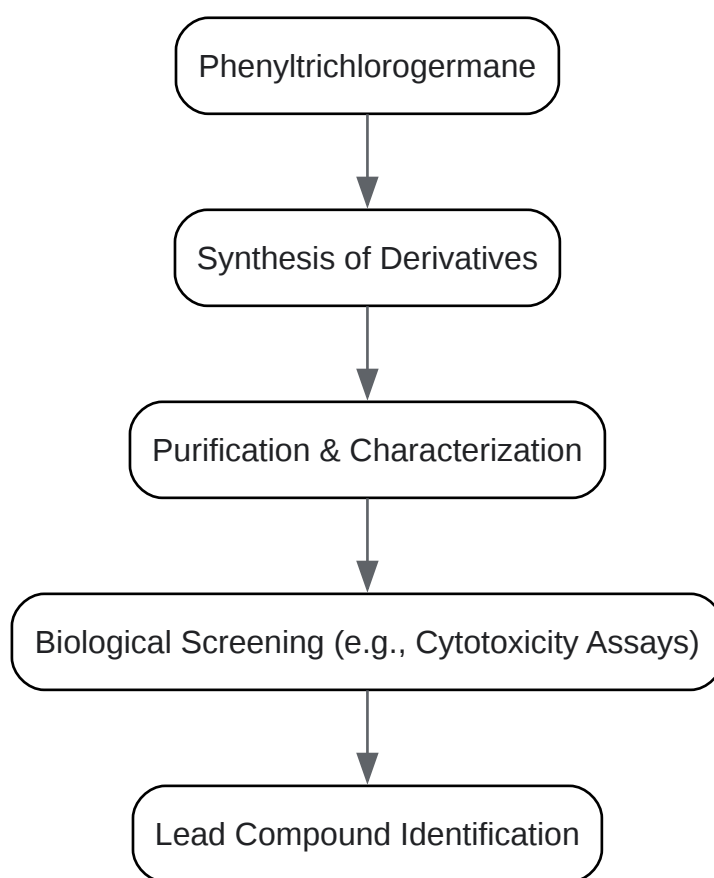 Phenyltrichlorogermane
Synthesis of Derivatives
Purification & Characterization
Biological Screening (e.g., Cytotoxicity Assays)
Lead Compound Identification